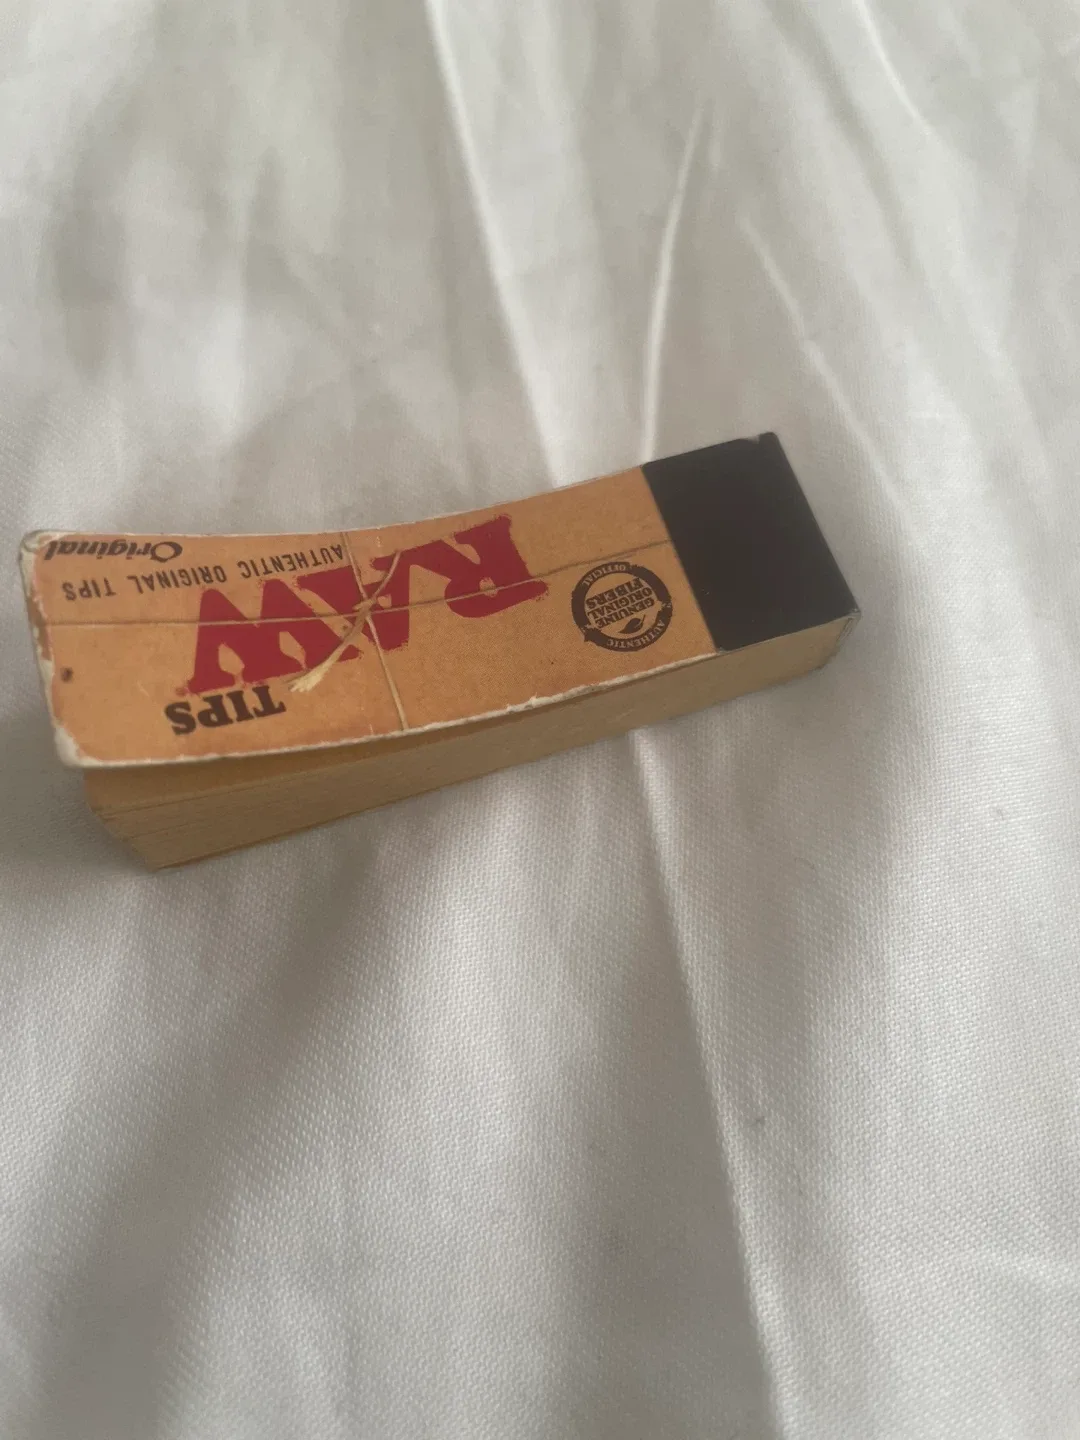 RAW
TIPS
AUTHENTIC ORIGINAL TIPS
Original
AUTHENTIC
GENUINE
ORIGINAL
FIBERS
OFFICIAL